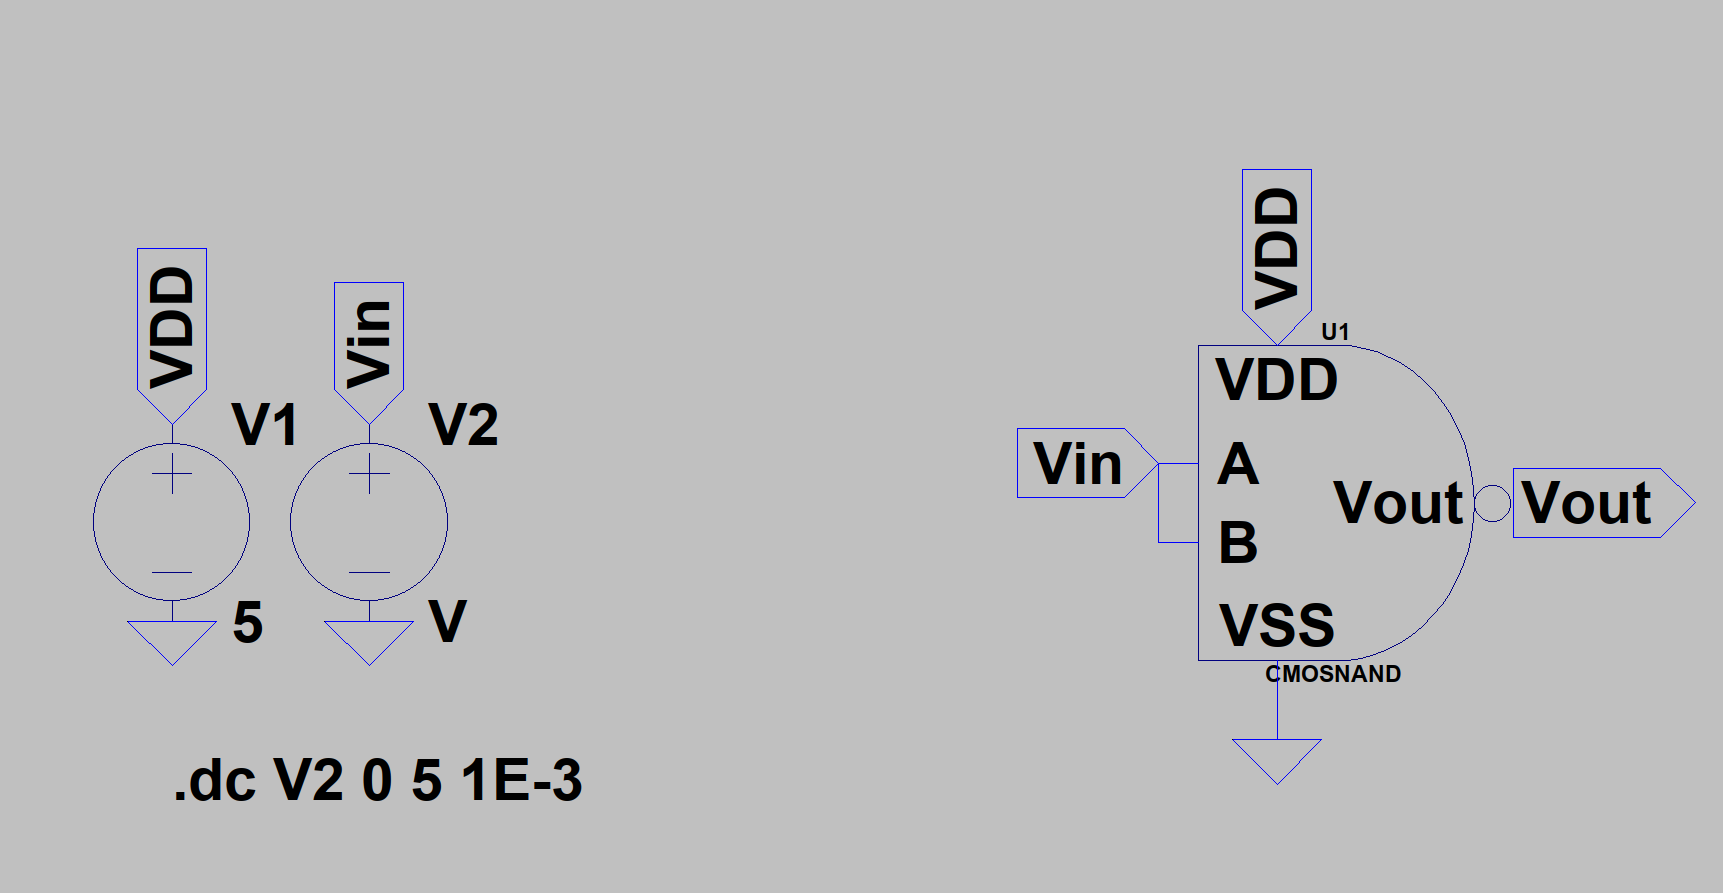 VDD
Vin
V1
V2
5
V
.dc V2 0 5 1E-3
VDD
U1
VDD
Vin
A
B
Vout
Vout
VSS
CMOSNAND